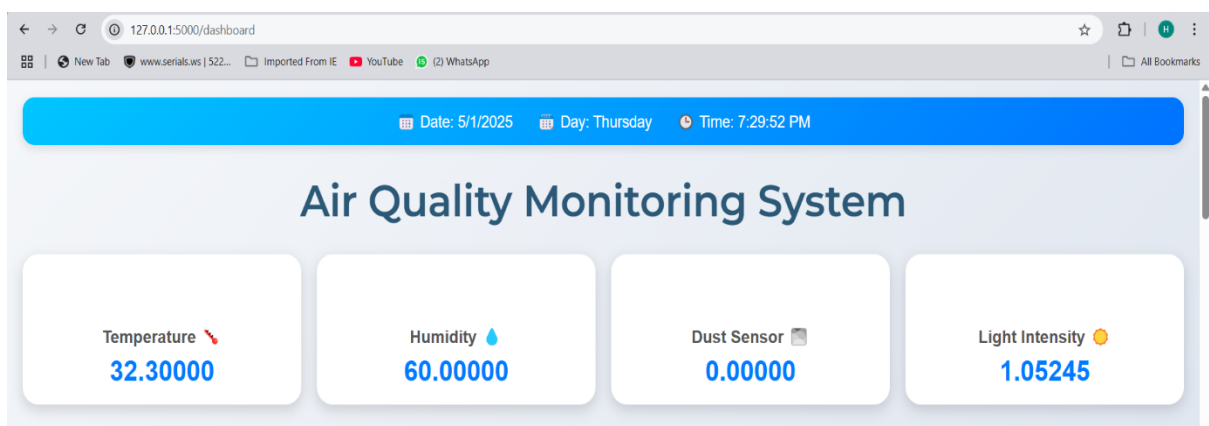 127.0.0.1:5000/dashboard
H
New Tab www.serials.ws | 522... Imported From IE YouTube (2) WhatsApp All Bookmarks
Date: 5/1/2025 Day: Thursday Time: 7:29:52 PM
Air Quality Monitoring System
Temperature Humidity Dust Sensor Light Intensity
32.30000 60.00000 0.00000 1.05245